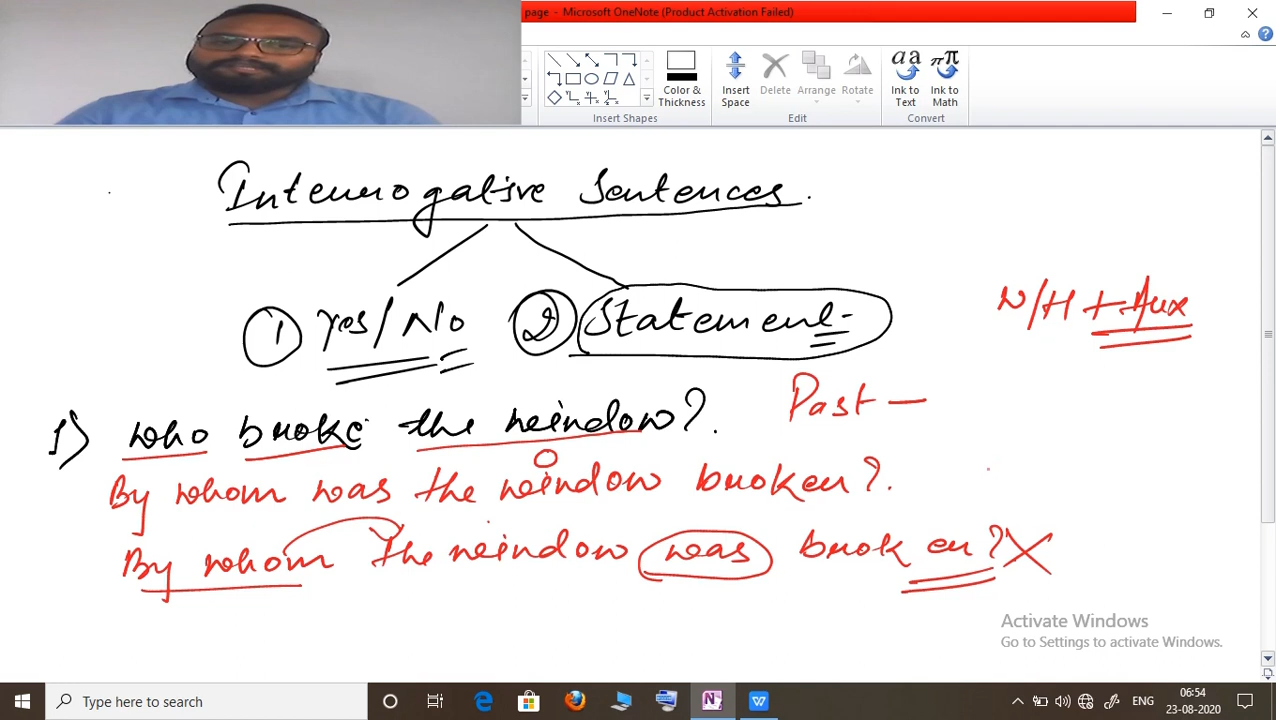 page - Microsoft OneNote (Product Activation Failed)
Color & Thickness
Insert Space
Delete
Arrange
Rotate
Ink to Text
Ink to Math
Insert Shapes
Edit
Convert
Interrogative Sentences.
1 Yes/No 2 Statement-
W/H + Aux
Past —
1) who broke the window?.
By whom was the window broken?.
By whom the window was broken? X
Activate Windows
Go to Settings to activate Windows.
Type here to search
ENG
06:54
23-08-2020